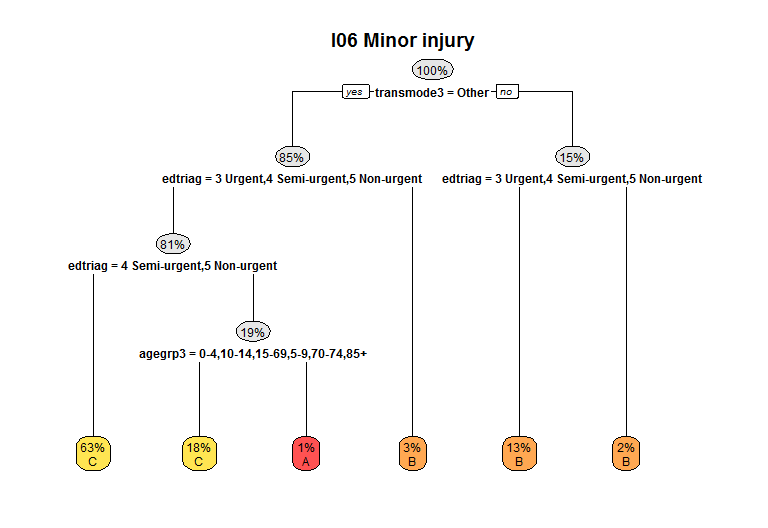 I06 Minor injury
100%
yes transmode3 = Other no
85% 15%
edtriag = 3 Urgent,4 Semi-urgent,5 Non-urgent edtriag = 3 Urgent,4 Semi-urgent,5 Non-urgent
81%
edtriag = 4 Semi-urgent,5 Non-urgent
19%
agegrp3 = 0-4,10-14,15-69,5-9,70-74,85+
63% 18% 1% 3% 13% 2%
C C A B B B